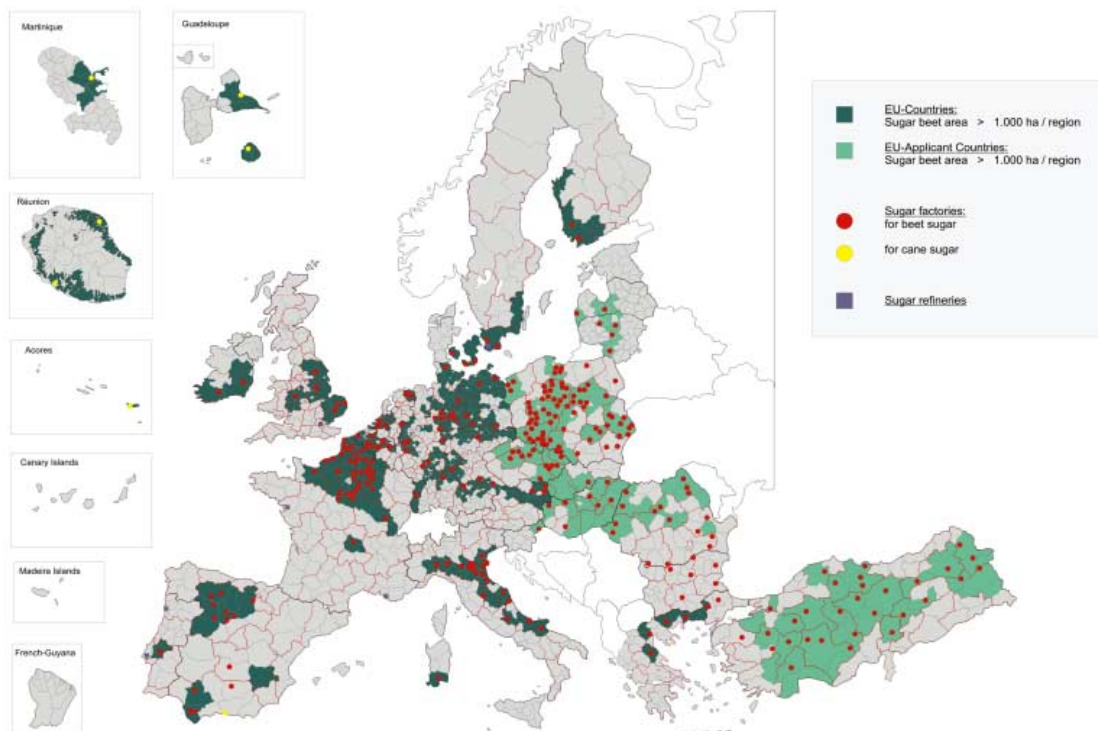 Martinique
Guadeloupe
Réunion
Acores
Canary Islands
Madeira Islands
French-Guyana
EU-Countries:
Sugar beet area > 1.000 ha / region
EU-Applicant Countries:
Sugar beet area > 1.000 ha / region
Sugar factories:
for beet sugar
for cane sugar
Sugar refineries